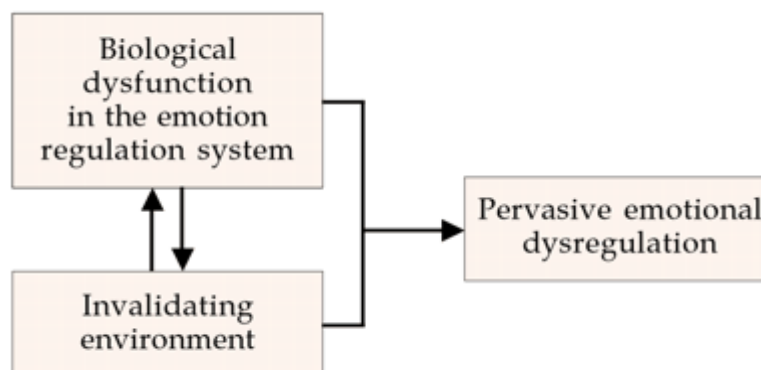 Biological
dysfunction
in the emotion
regulation system
Pervasive emotional
dysregulation
Invalidating
environment